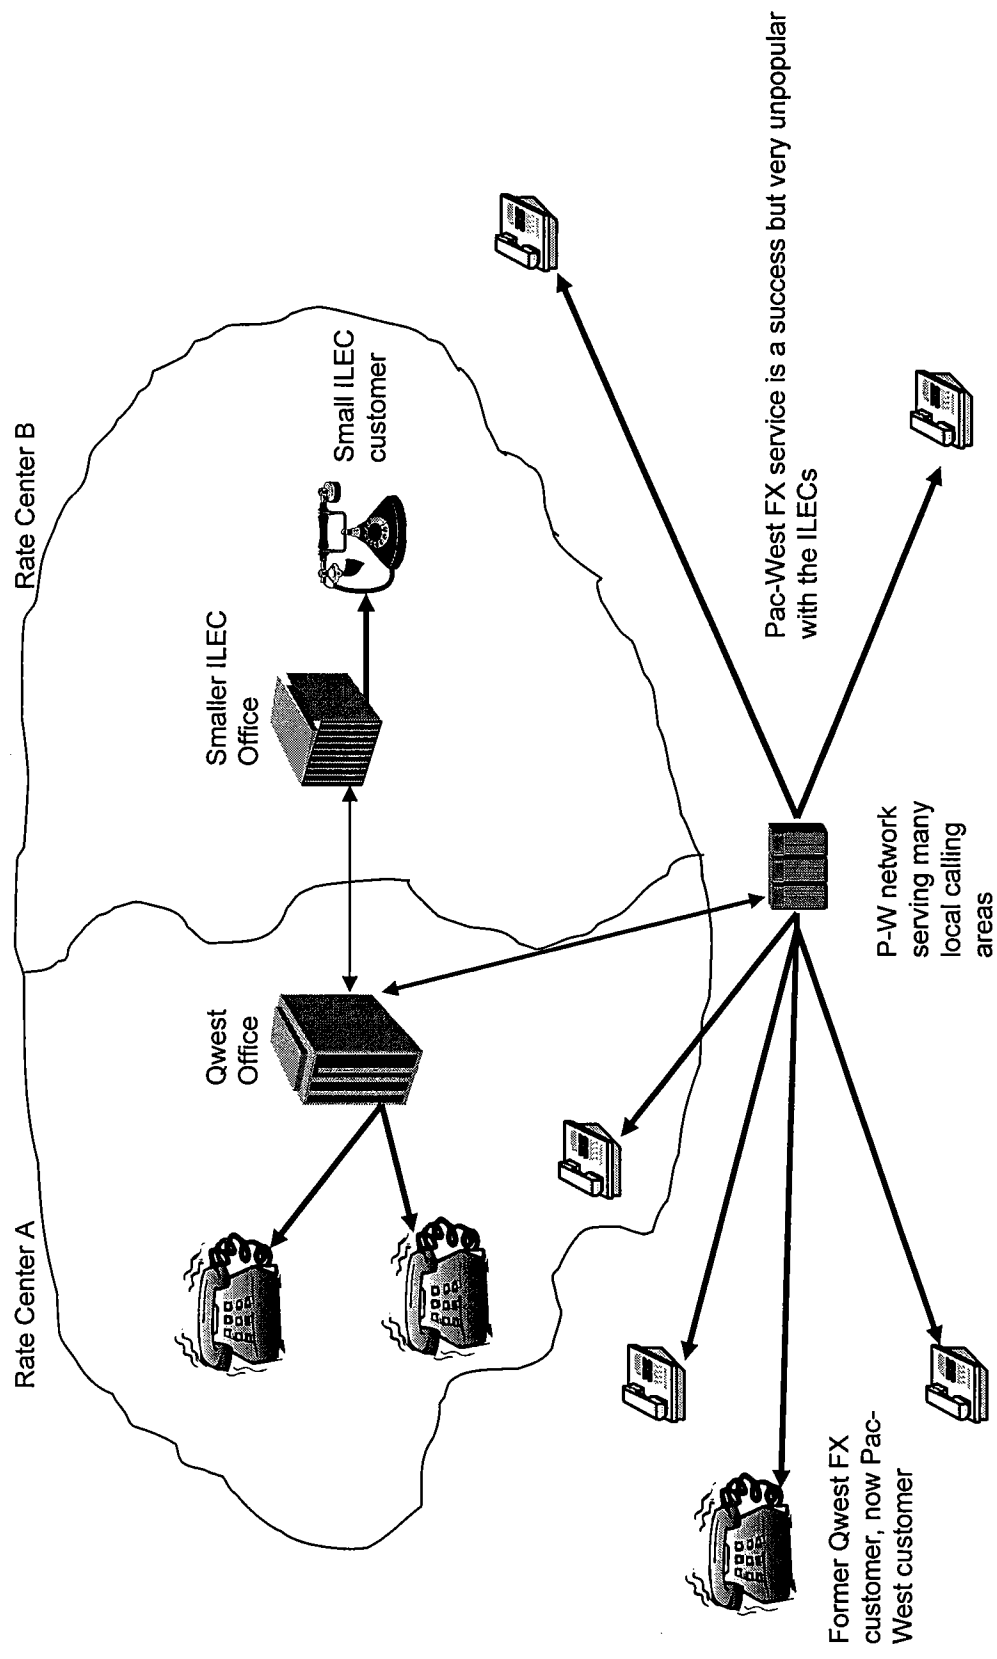 Rate Center A
Rate Center B
Qwest
Office
Smaller ILEC
Office
Small ILEC
customer
Pac-West FX service is a success but very unpopular
with the ILECs
P-W network
serving many
local calling
areas
Former Qwest FX
customer, now Pac-
West customer